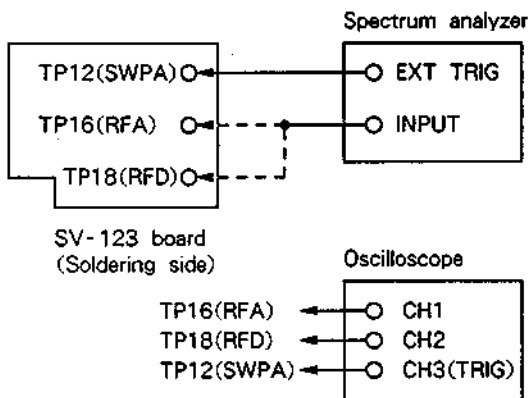 Spectrum analyzer
TP12(SWPA) EXT TRIG
TP16(RFA) INPUT
TP18(RFD)
SV-123 board
(Soldering side)
Oscilloscope
TP16(RFA) CH1
TP18(RFD) CH2
TP12(SWPA) CH3(TRIG)